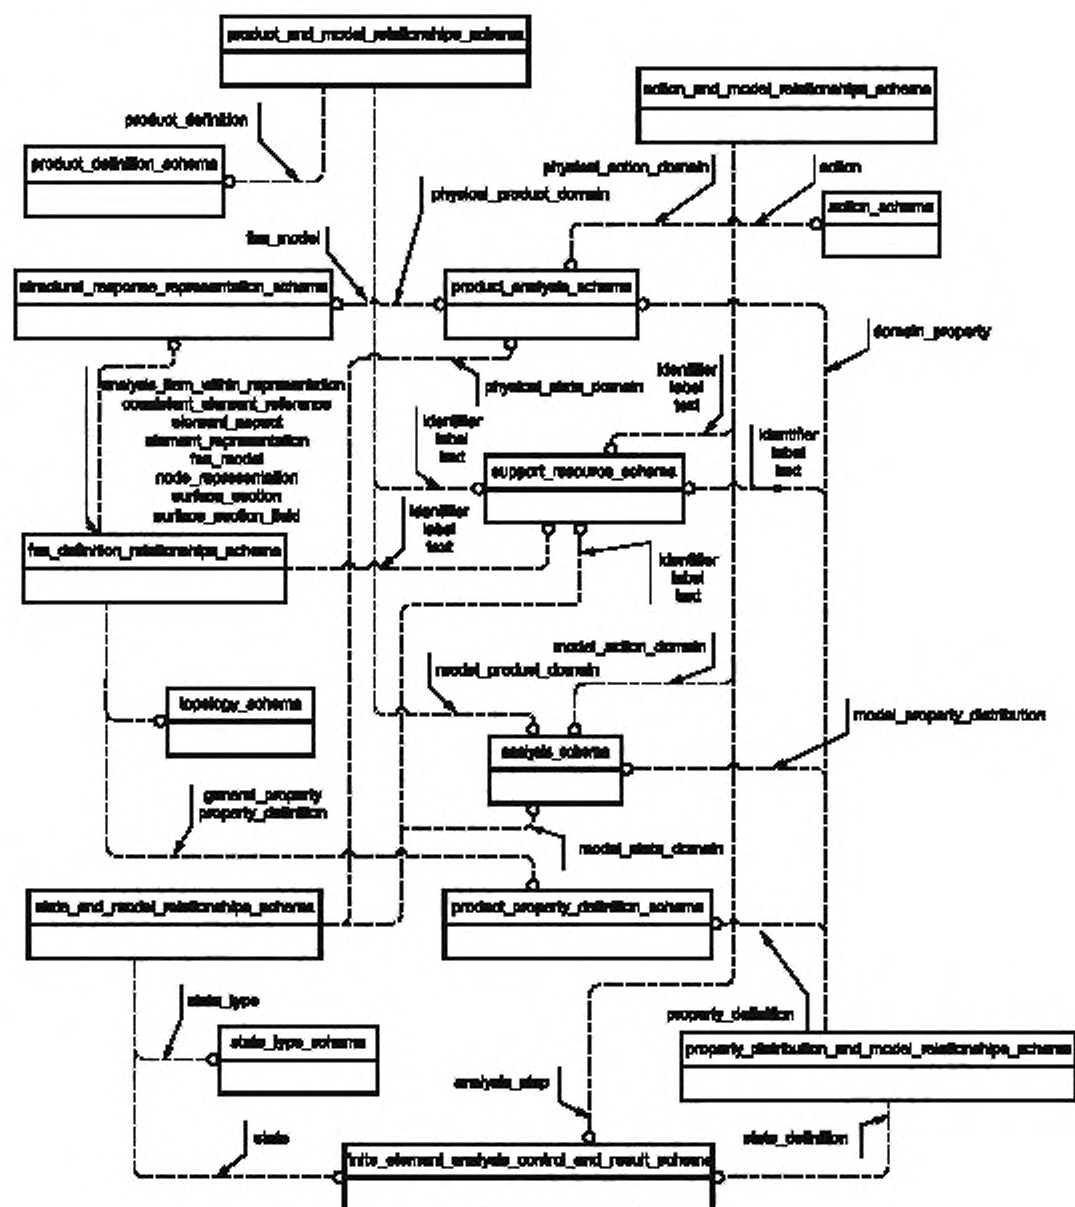 product_and_model_relationships_schema
action_and_model_relationships_schema
product_definition
product_definition_schema
physical_action_domain
action
physical_product_domain
action_schema
fea_model
structural_response_representation_schema
product_analysis_schema
domain_property
physical_state_domain
identifier
label
text
analysis_item_within_representation
coincident_element_reference
element_aspect
element_representation
fea_model
node_representation
surface_section
surface_section_field
identifier
label
text
identifier
label
text
support_resource_schema
identifier
label
text
fea_definition_relationships_schema
identifier
label
text
model_action_domain
model_product_domain
topology_schema
model_property_distribution
analysis_schema
general_property
property_definition
model_state_domain
state_and_model_relationships_schema
product_property_definition_schema
state_type
property_definition
state_type_schema
property_distribution_and_model_relationships_schema
analysis_step
state
state_definition
finite_element_analysis_control_and_result_schema